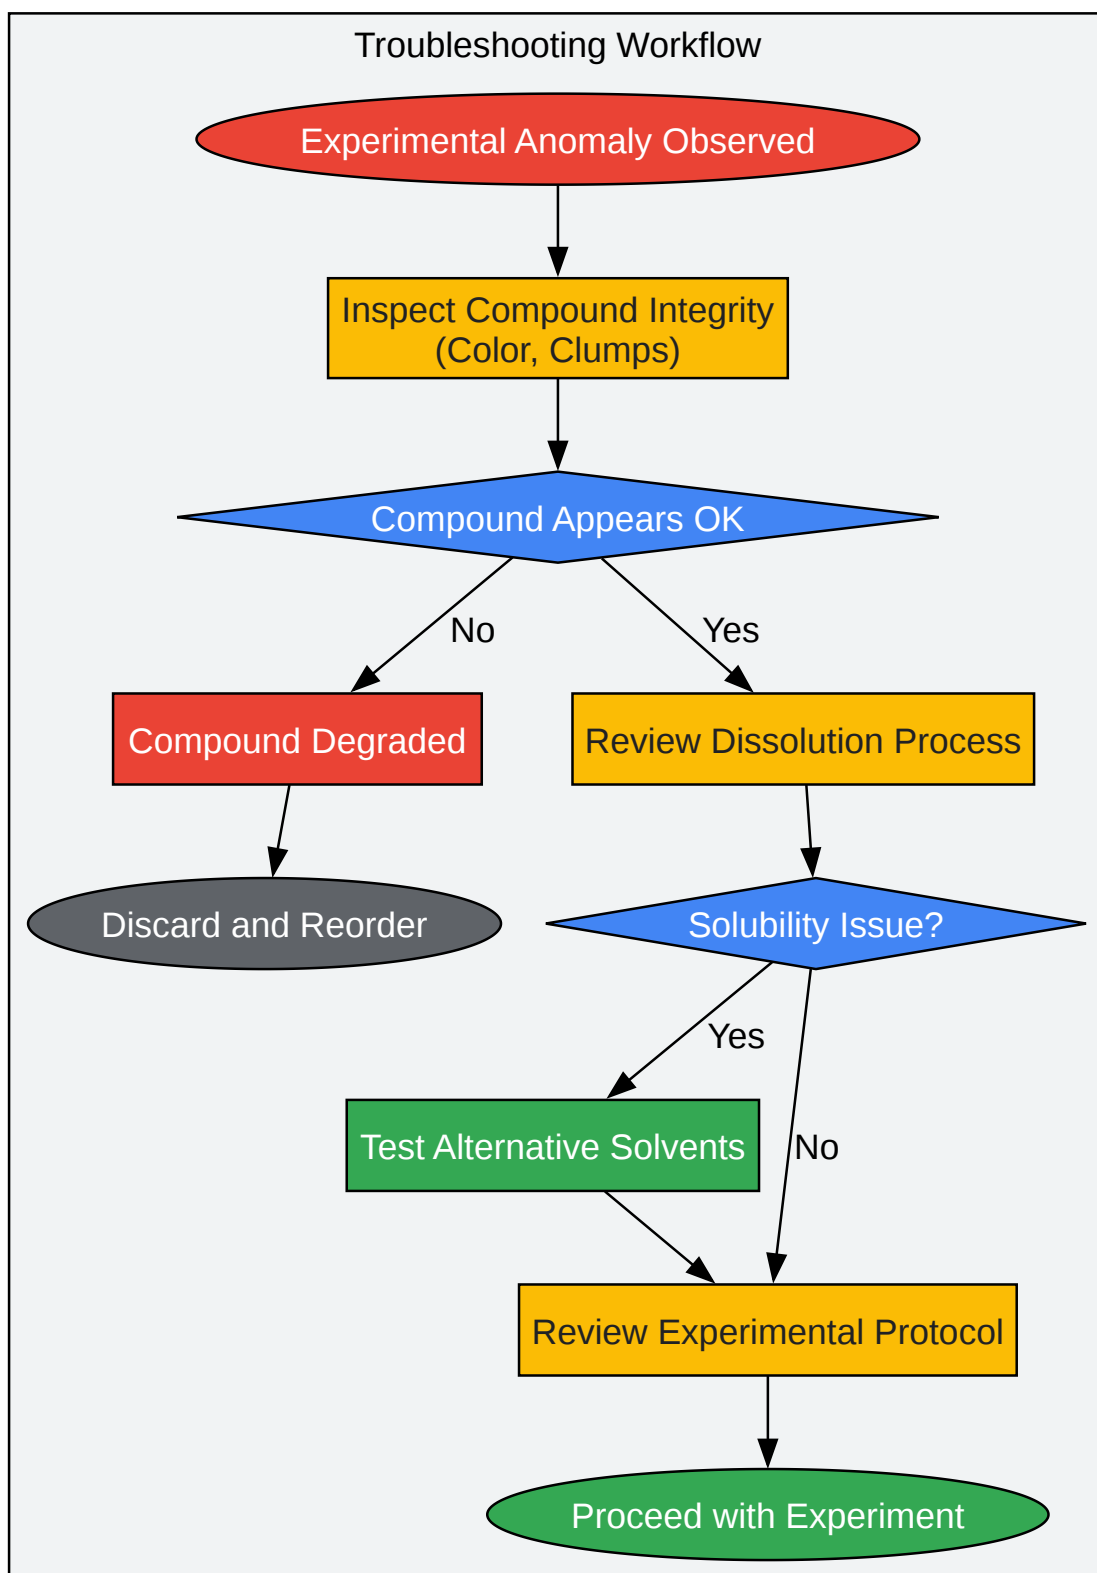 Troubleshooting Workflow
Experimental Anomaly Observed
Inspect Compound Integrity
(Color, Clumps)
Compound Appears OK
No
Yes
Compound Degraded
Review Dissolution Process
Discard and Reorder
Solubility Issue?
Yes
Test Alternative Solvents
No
Review Experimental Protocol
Proceed with Experiment